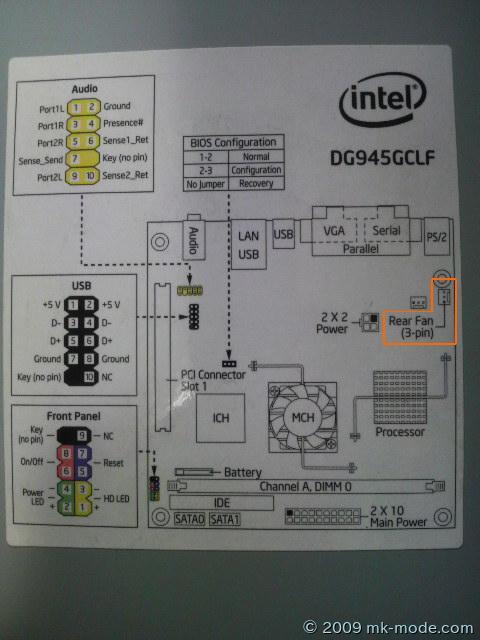 intel®
DG945GCLF
Audio
Port1L 1 2 Ground
Port1R 3 4 Presence#
Port2R 5 6 Sense1_Ret
Sense_Send 7 Key (no pin)
Port2L 9 10 Sense2_Ret
BIOS Configuration
1-2 Normal
2-3 Configuration
No Jumper Recovery
Audio
LAN
USB
USB
VGA
Serial
Parallel
PS/2
USB
+5 V 1 2 +5 V
D- 3 4 D-
D+ 5 6 D+
Ground 7 8 Ground
Key (no pin) 10 NC
2 X 2
Power
Rear Fan
(3-pin)
PCI Connector
Slot 1
ICH
MCH
Processor
Front Panel
Key
(no pin)
9 NC
On/Off
8 7
6 5
Reset
Power
LED
4 3
2 1
HD LED
+ +
- -
Battery
Channel A, DIMM 0
IDE
SATA0 SATA1
2 X 10
Main Power
© 2009 mk-mode.com